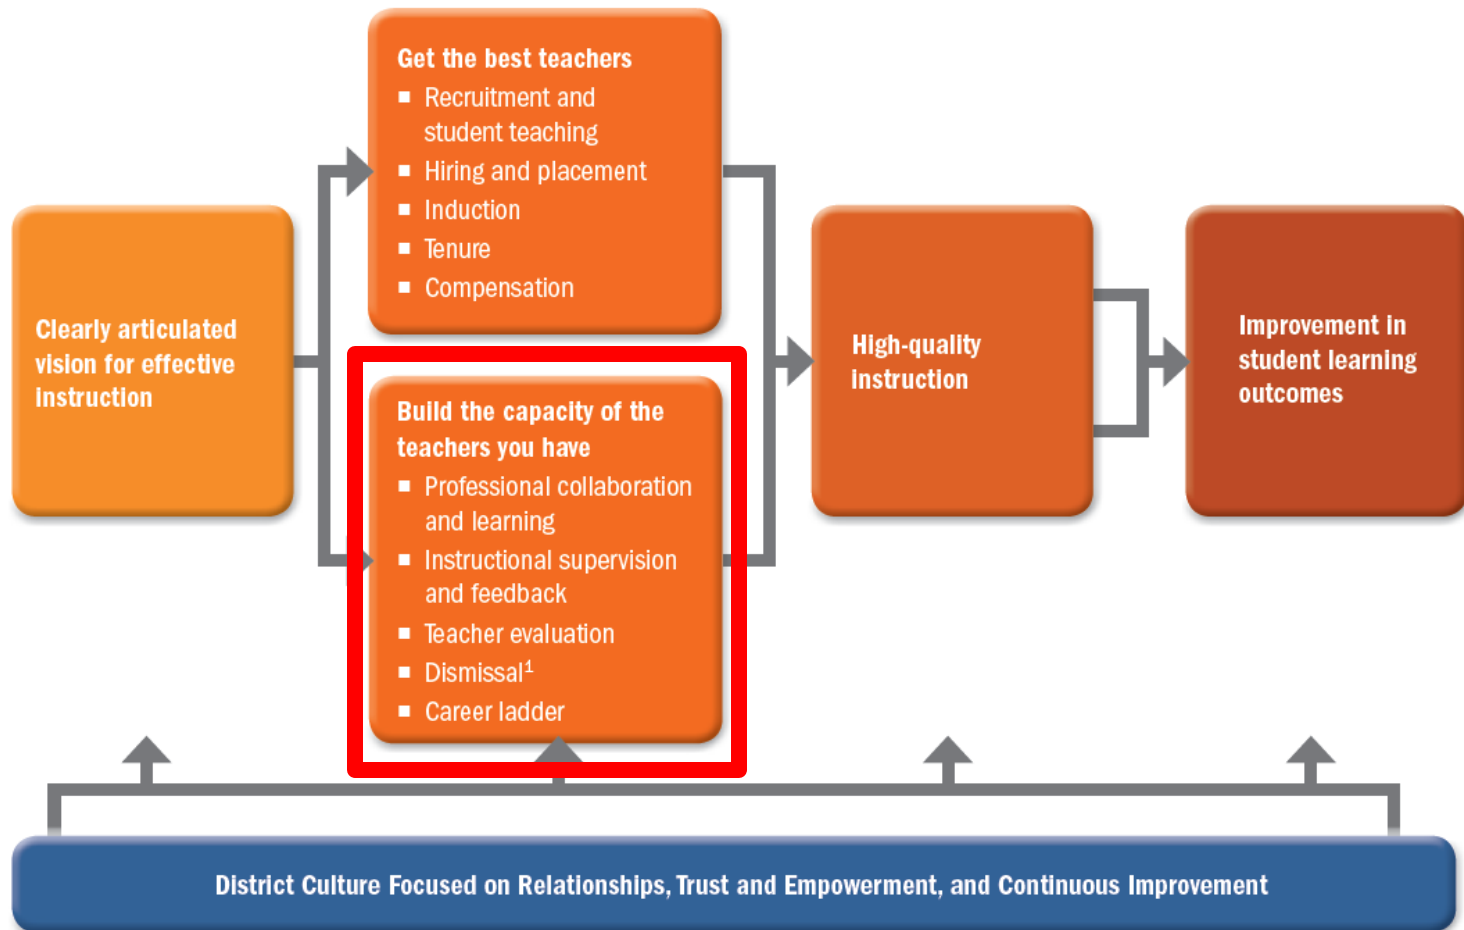 Get the best teachers
▪ Recruitment and
student teaching
▪ Hiring and placement
▪ Induction
▪ Tenure
▪ Compensation
Clearly articulated
vision for effective
instruction
Build the capacity of the
teachers you have
▪ Professional collaboration
and learning
▪ Instructional supervision
and feedback
▪ Teacher evaluation
▪ Dismissal¹
▪ Career ladder
High-quality
instruction
Improvement in
student learning
outcomes
District Culture Focused on Relationships, Trust and Empowerment, and Continuous Improvement